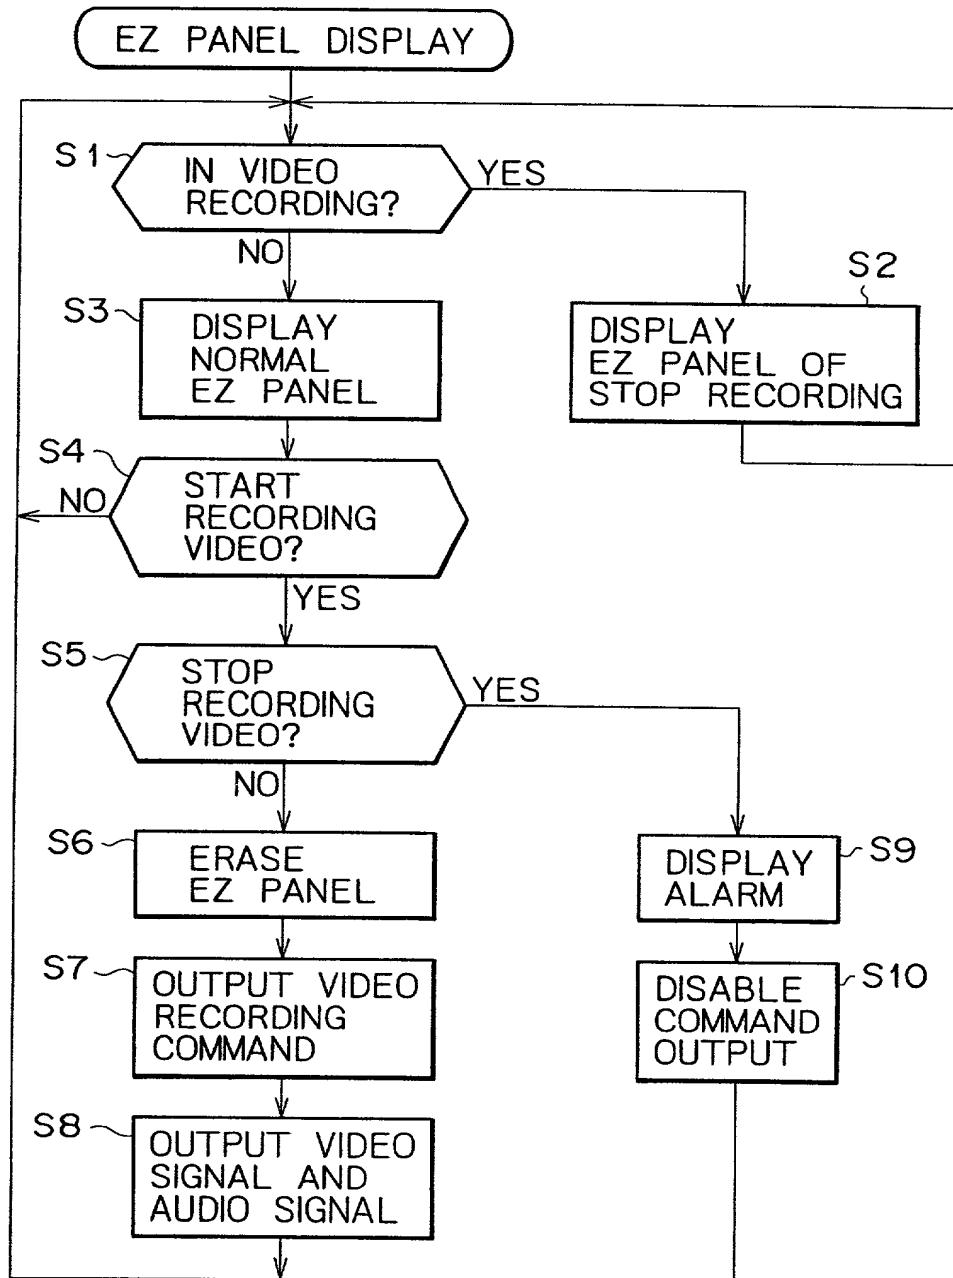 EZ PANEL DISPLAY
S1
IN VIDEO
RECORDING?
YES
NO
S2
DISPLAY
EZ PANEL OF
STOP RECORDING
S3
DISPLAY
NORMAL
EZ PANEL
S4
START
RECORDING
VIDEO?
NO
YES
S5
STOP
RECORDING
VIDEO?
YES
NO
S6
ERASE
EZ PANEL
S9
DISPLAY
ALARM
S7
OUTPUT VIDEO
RECORDING
COMMAND
S10
DISABLE
COMMAND
OUTPUT
S8
OUTPUT VIDEO
SIGNAL AND
AUDIO SIGNAL